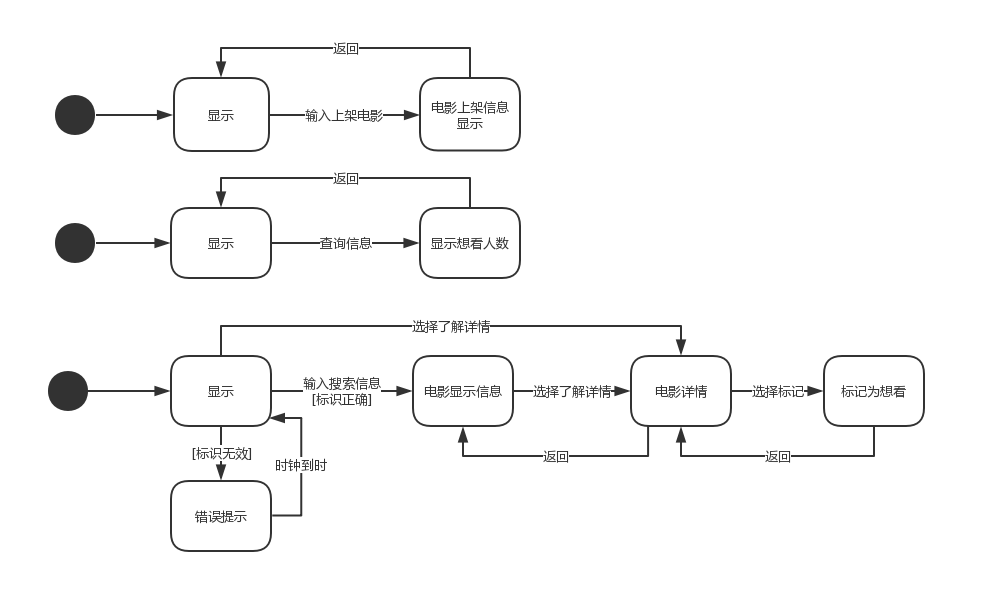 返回
显示
输入上架电影
电影上架信息
显示
返回
显示
查询信息
显示想看人数
选择了解详情
显示
输入搜索信息
[标识正确]
电影显示信息
选择了解详情
电影详情
选择标记
标记为想看
[标识无效]
时钟到时
返回
返回
错误提示